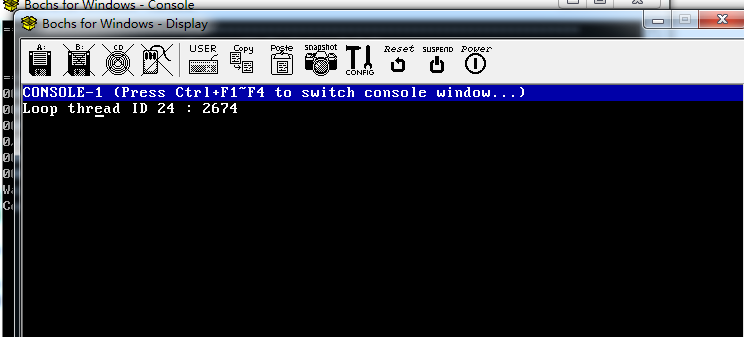 Bochs for Windows - Console
Bochs for Windows - Display
A: B: CD USER Copy Paste snapshot CONFIG Reset SUSPEND Power
CONSOLE-1 (Press Ctrl+F1~F4 to switch console window...)
Loop thread ID 24 : 2674